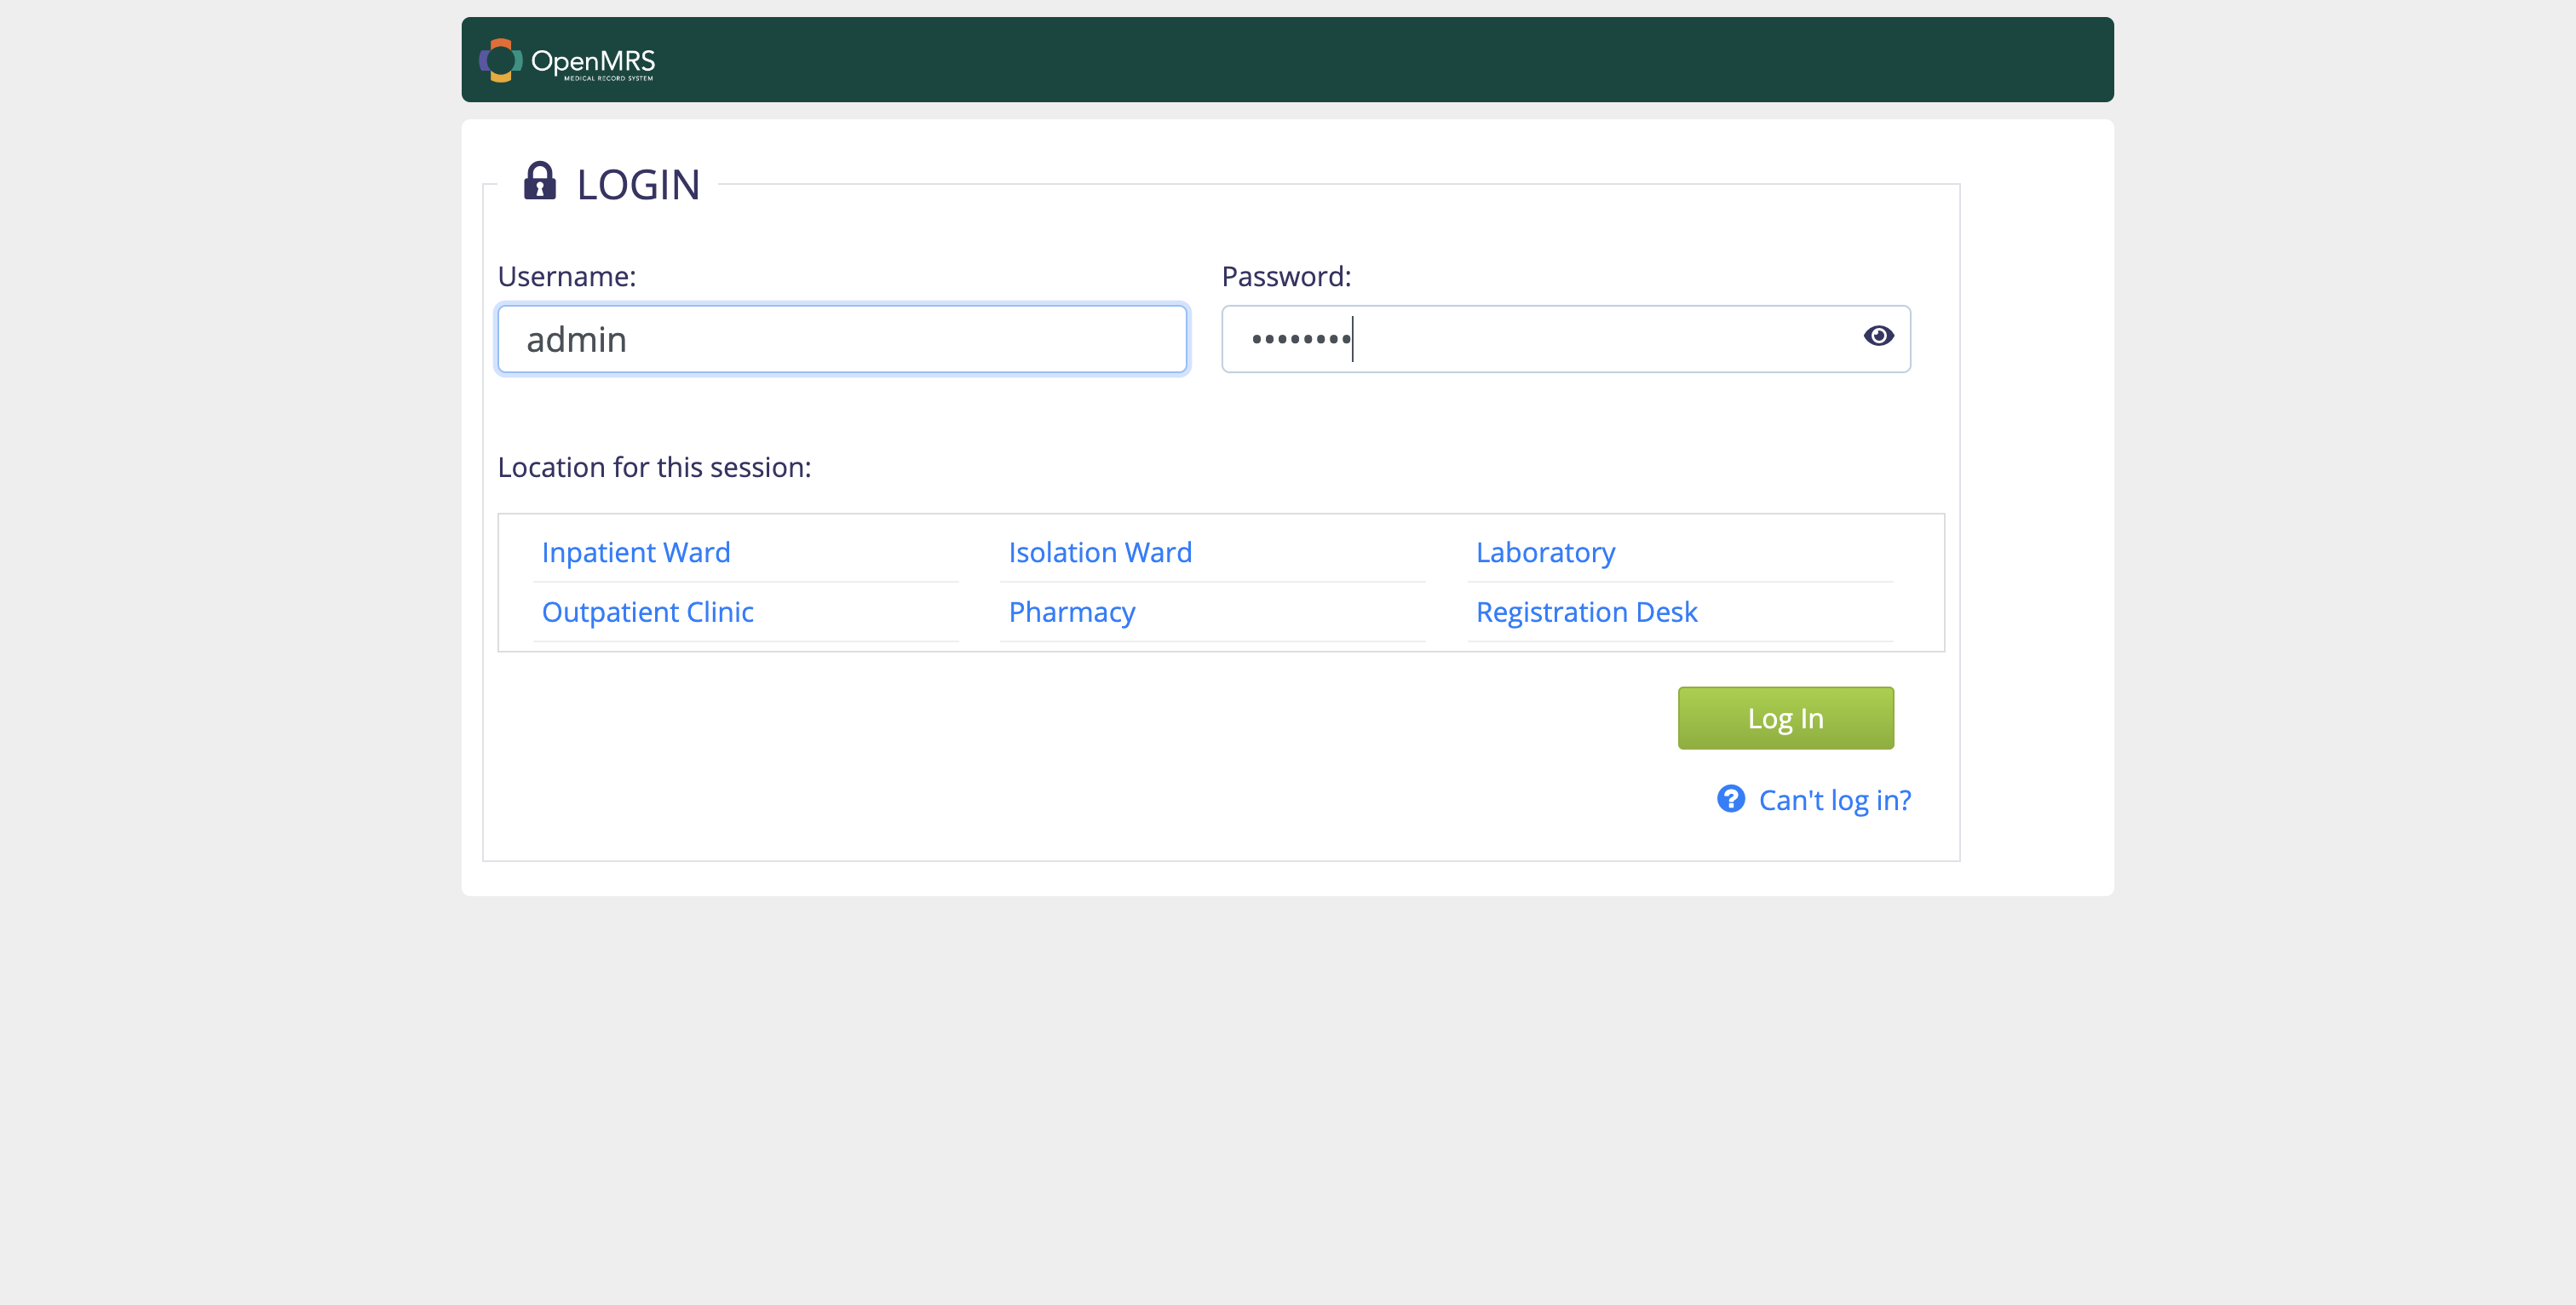 OpenMRS
MEDICAL RECORD SYSTEM
LOGIN
Username:
Password:
admin
••••••••
Location for this session:
Inpatient Ward
Isolation Ward
Laboratory
Outpatient Clinic
Pharmacy
Registration Desk
Log In
Can't log in?